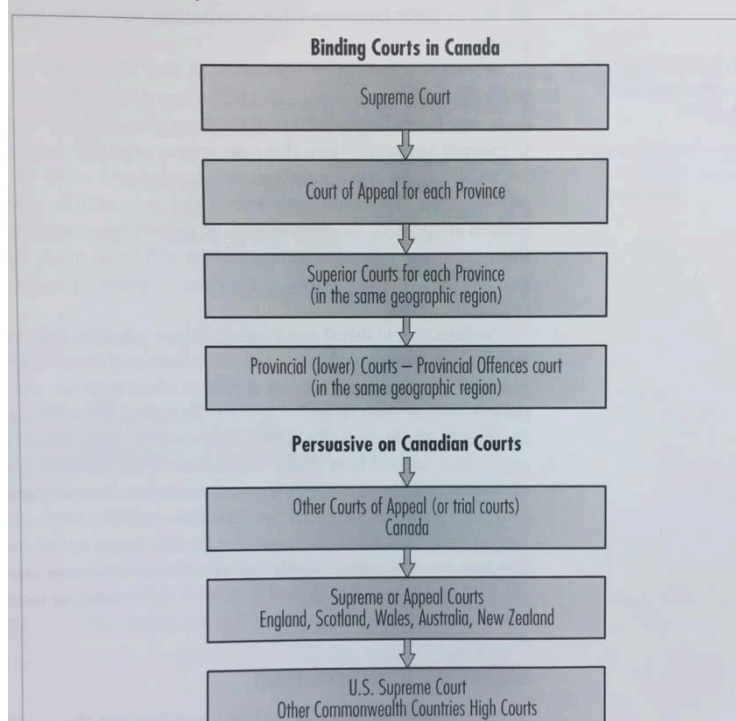 Binding Courts in Canada
Supreme Court
Court of Appeal for each Province
Superior Courts for each Province
(in the same geographic region)
Provincial (lower) Courts – Provincial Offences court
(in the same geographic region)
Persuasive on Canadian Courts
Other Courts of Appeal (or trial courts)
Canada
Supreme or Appeal Courts
England, Scotland, Wales, Australia, New Zealand
U.S. Supreme Court
Other Commonwealth Countries High Courts